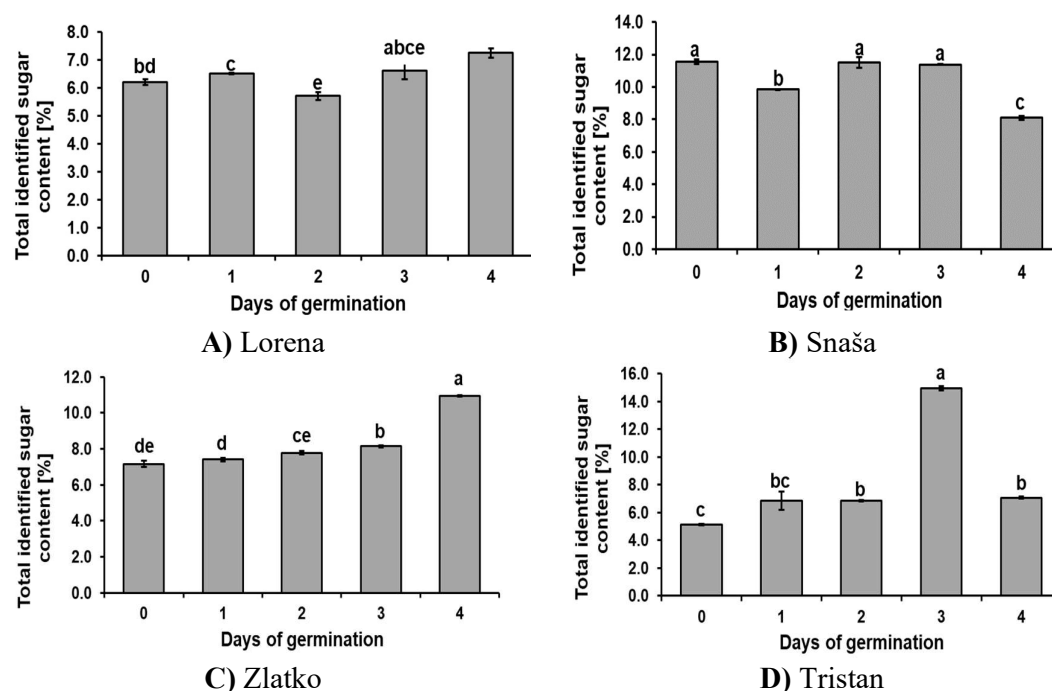 Total identified sugar
content [%]
8.0
7.0
6.0
5.0
4.0
3.0
2.0
1.0
0.0
bd
c
e
abce
0 1 2 3 4
Days of germination
A) Lorena
Total identified sugar
content [%]
14.0
12.0
10.0
8.0
6.0
4.0
2.0
0.0
a
b
a
a
c
0 1 2 3 4
Days of germination
B) Snaša
Total identified sugar
content [%]
12.0
10.0
8.0
6.0
4.0
2.0
0.0
de
d
ce
b
a
0 1 2 3 4
Days of germination
C) Zlatko
Total identified sugar
content [%]
16.0
14.0
12.0
10.0
8.0
6.0
4.0
2.0
0.0
c
bc
b
a
b
0 1 2 3 4
Days of germination
D) Tristan